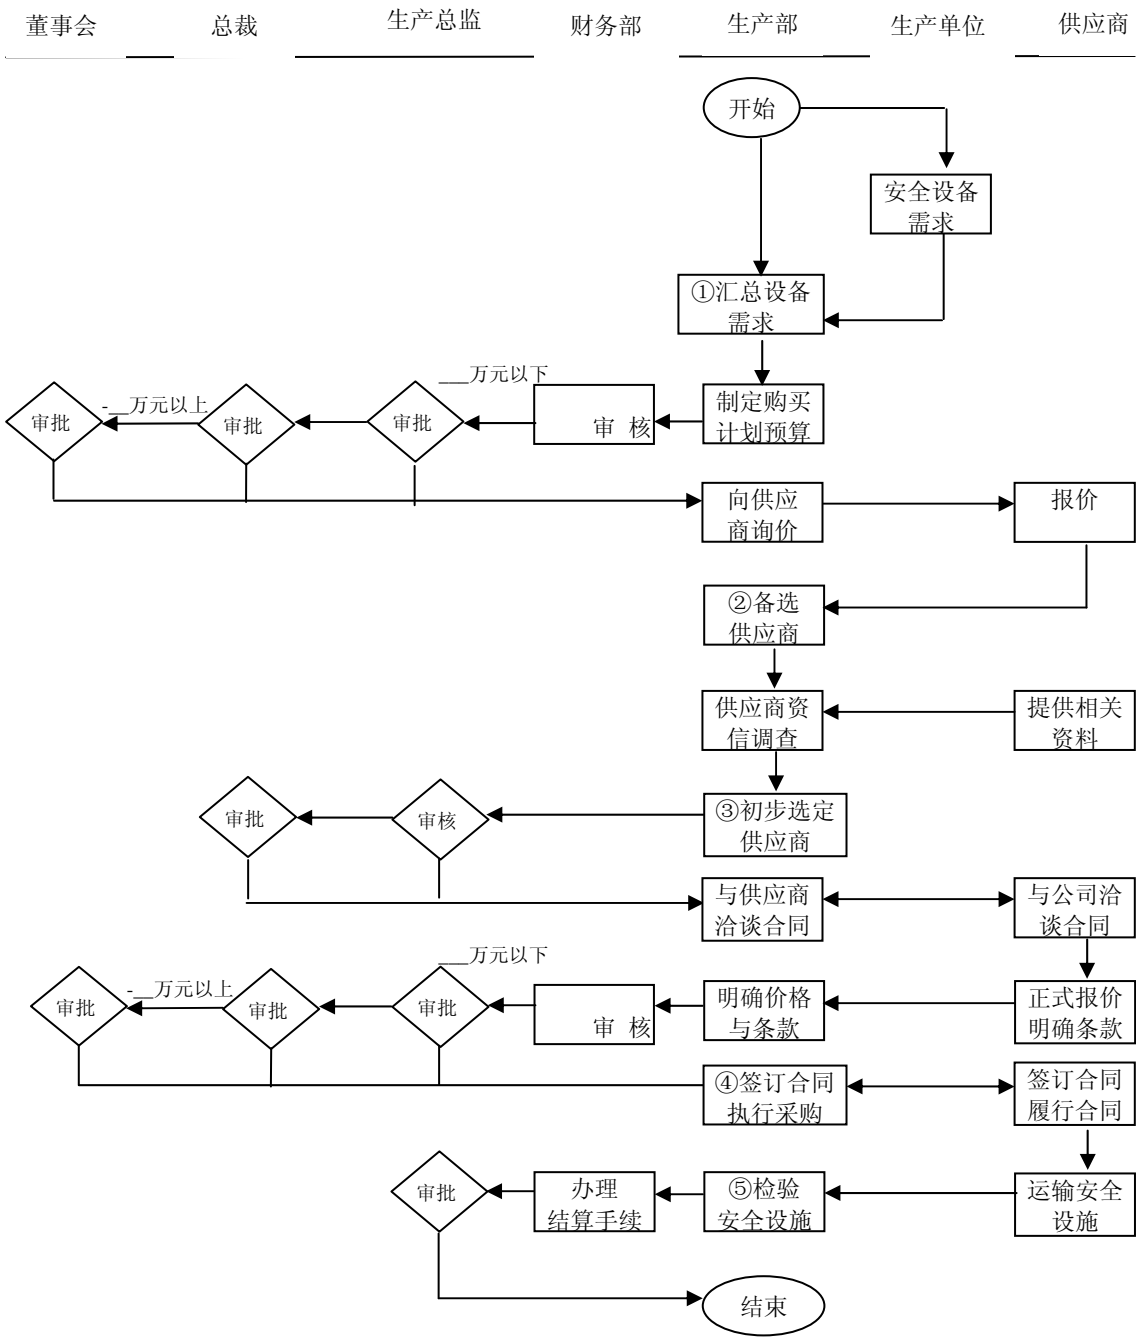 董事会 总裁 生产总监 财务部 生产部 生产单位 供应商
开始
安全设备
需求
①汇总设备
需求
___万元以下
-__万元以上
审批
审批
审批
审 核
制定购买
计划预算
向供应
商询价
报价
②备选
供应商
供应商资
信调查
提供相关
资料
审批
审核
③初步选定
供应商
与供应商
洽谈合同
与公司洽
谈合同
___万元以下
-__万元以上
审批
审批
审批
审 核
明确价格
与条款
正式报价
明确条款
④签订合同
执行采购
签订合同
履行合同
审批
办理
结算手续
⑤检验
安全设施
运输安全
设施
结束